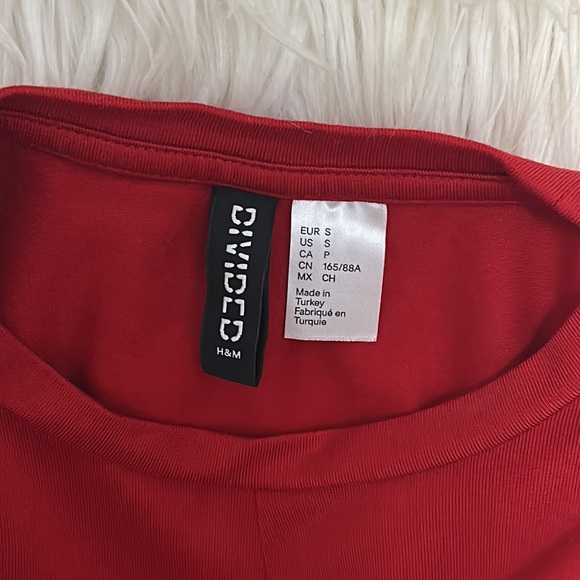 DIVIDED
H&M
EUR S
US S
CA P
CN 165/88A
MX CH
Made in
Turkey
Fabriqué en
Turquie